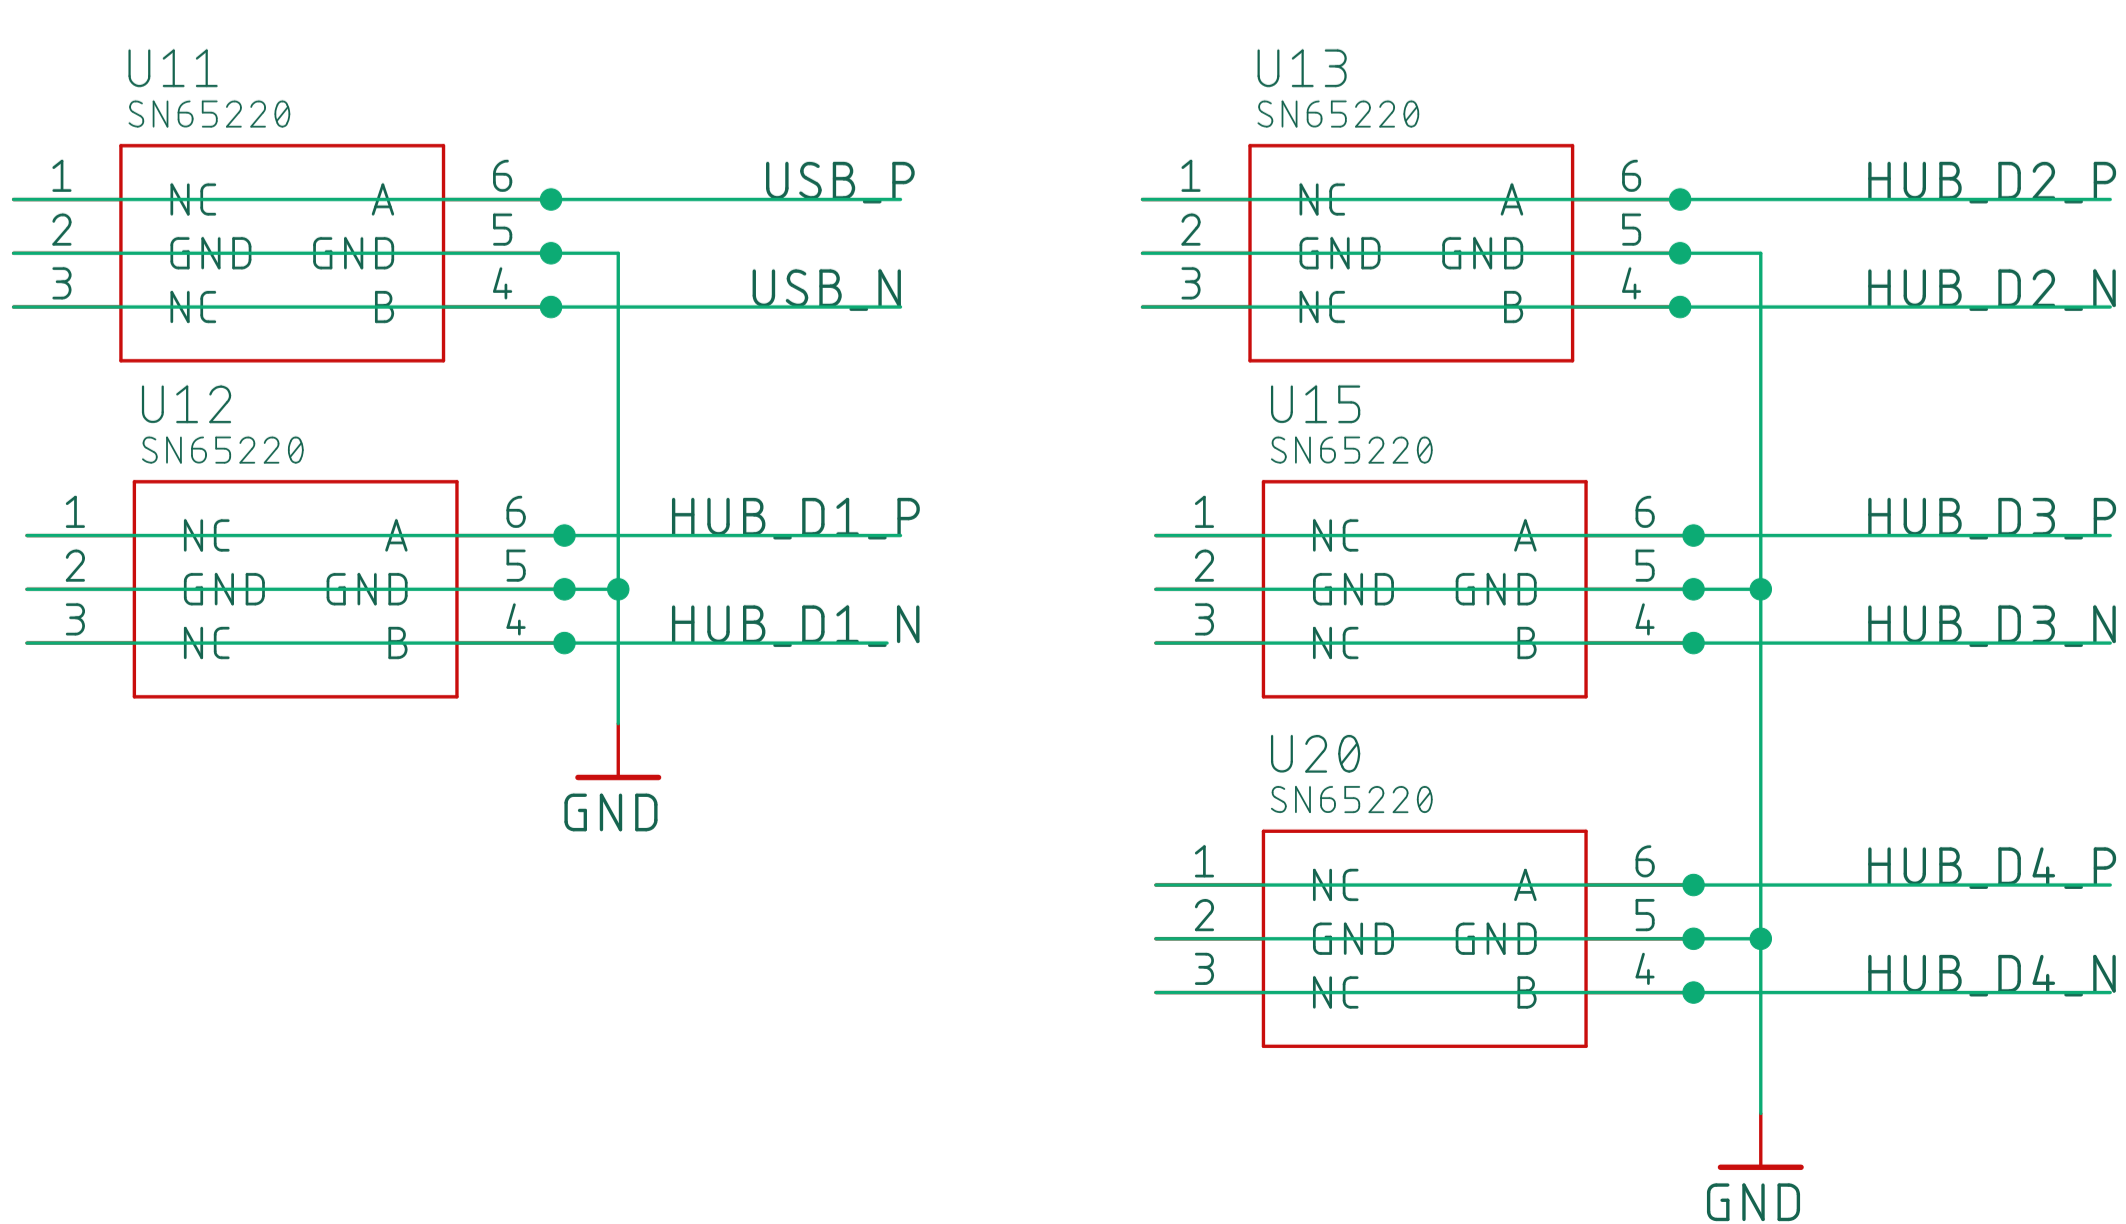 U11
SN65220
1 NC A 6 USB_P
2 GND GND 5
3 NC B 4 USB_N
U12
SN65220
1 NC A 6 HUB_D1_P
2 GND GND 5
3 NC B 4 HUB_D1_N
GND
U13
SN65220
1 NC A 6 HUB_D2_P
2 GND GND 5
3 NC B 4 HUB_D2_N
U15
SN65220
1 NC A 6 HUB_D3_P
2 GND GND 5
3 NC B 4 HUB_D3_N
U20
SN65220
1 NC A 6 HUB_D4_P
2 GND GND 5
3 NC B 4 HUB_D4_N
GND